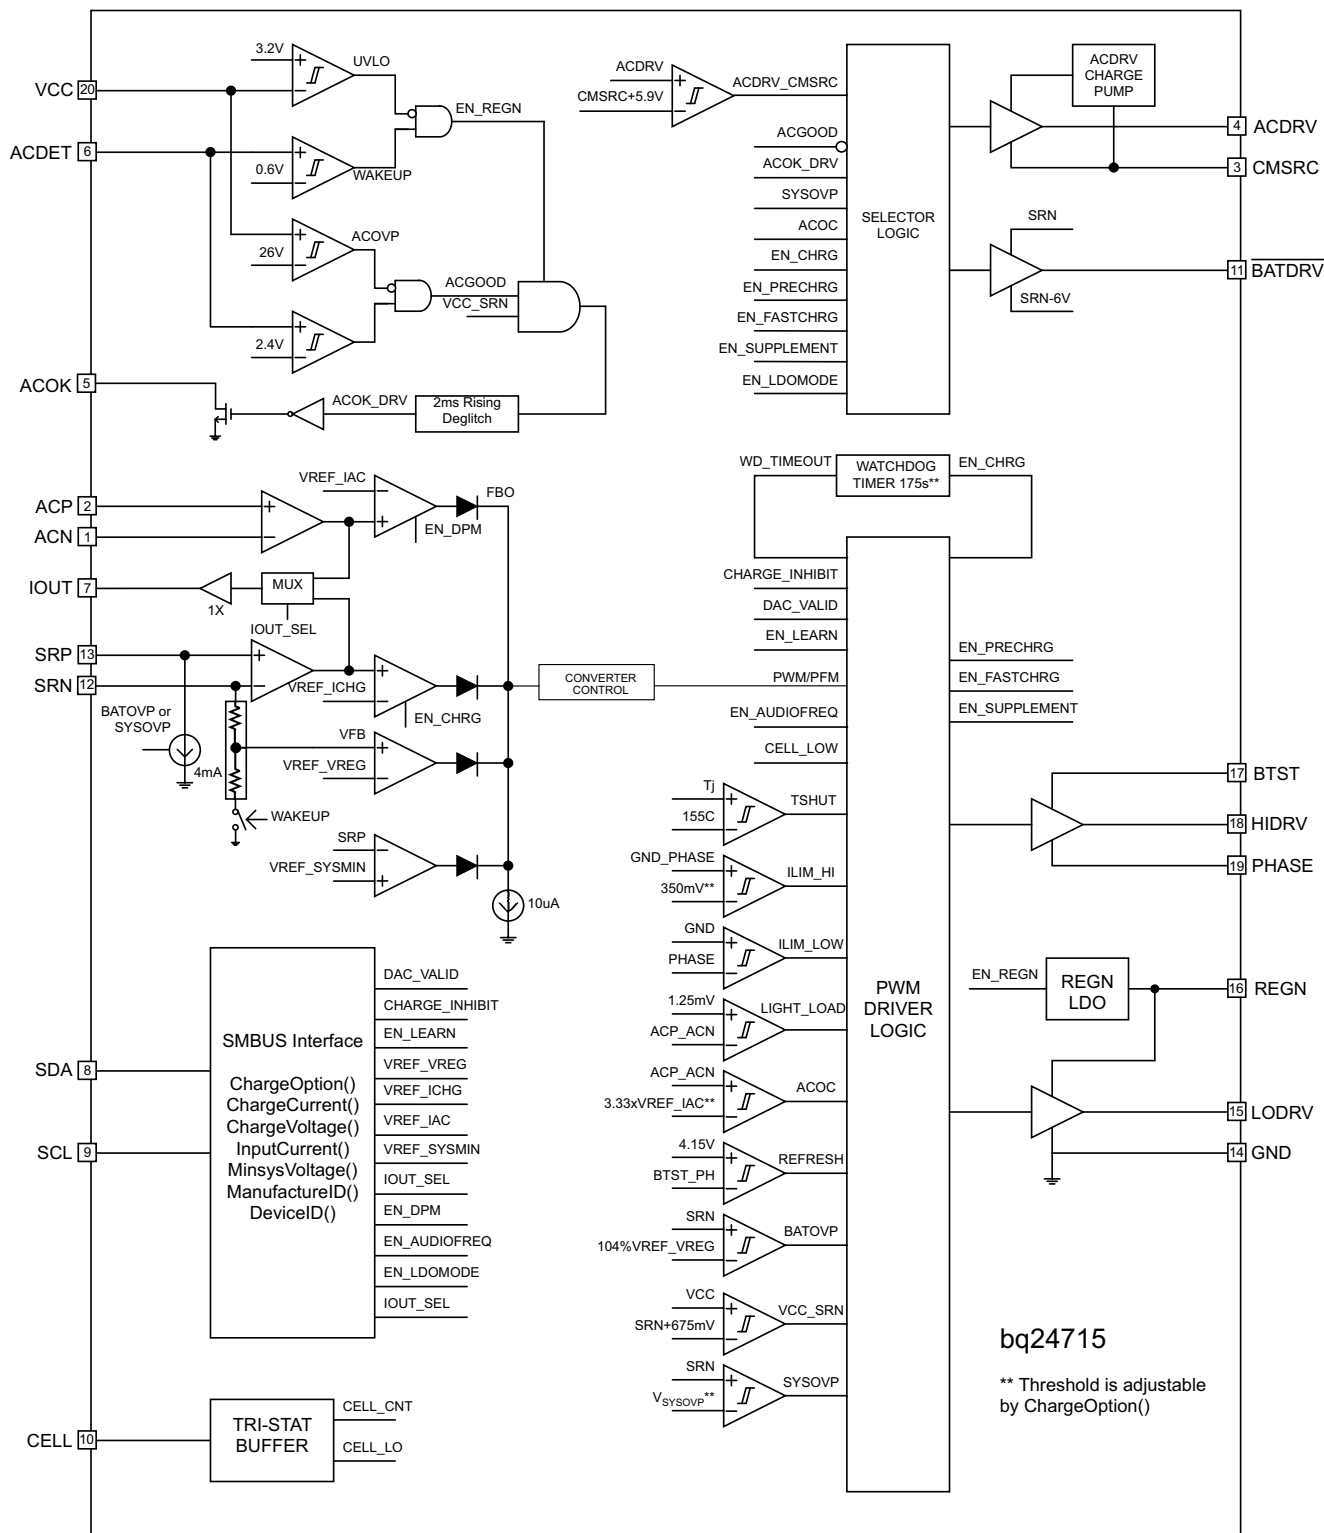 3.2V
UVLO
VCC
20
EN_REGN
ACDET
6
0.6V
WAKEUP
26V
ACOVP
ACGOOD
VCC_SRN
2.4V
ACOK
5
ACOK_DRV
2ms Rising
Deglitch
ACDRV
CMSRC+5.9V
ACDRV_CMSRC
ACGOOD
ACOK_DRV
SYSOVP
ACOC
EN_CHRG
EN_PRECHRG
EN_FASTCHRG
EN_SUPPLEMENT
EN_LDOMODE
SELECTOR
LOGIC
ACDRV
CHARGE
PUMP
4
ACDRV
3
CMSRC
SRN
11
BATDRV
SRN-6V
ACP
2
ACN
1
IOUT
7
VREF_IAC
FBO
EN_DPM
MUX
1X
IOUT_SEL
SRP
13
SRN
12
VREF_ICHG
EN_CHRG
BATOVP or
SYSOVP
4mA
VFB
VREF_VREG
WAKEUP
SRP
VREF_SYSMIN
10uA
CONVERTER
CONTROL
WD_TIMEOUT
WATCHDOG
TIMER 175s**
EN_CHRG
CHARGE_INHIBIT
DAC_VALID
EN_LEARN
PWM/PFM
EN_AUDIOFREQ
CELL_LOW
Tj
155C
TSHUT
GND_PHASE
350mV**
ILIM_HI
GND
PHASE
ILIM_LOW
1.25mV
ACP_ACN
LIGHT_LOAD
ACP_ACN
3.33xVREF_IAC**
ACOC
4.15V
BTST_PH
REFRESH
SRN
104%VREF_VREG
BATOVP
VCC
SRN+675mV
VCC_SRN
SRN
VSYSOVP**
SYSOVP
PWM
DRIVER
LOGIC
EN_PRECHRG
EN_FASTCHRG
EN_SUPPLEMENT
17
BTST
18
HIDRV
19
PHASE
EN_REGN
REGN
LDO
16
REGN
15
LODRV
14
GND
SDA
8
SCL
9
SMBUS Interface
ChargeOption()
ChargeCurrent()
ChargeVoltage()
InputCurrent()
MinsysVoltage()
ManufactureID()
DeviceID()
DAC_VALID
CHARGE_INHIBIT
EN_LEARN
VREF_VREG
VREF_ICHG
VREF_IAC
VREF_SYSMIN
IOUT_SEL
EN_DPM
EN_AUDIOFREQ
EN_LDOMODE
IOUT_SEL
CELL
10
TRI-STAT
BUFFER
CELL_CNT
CELL_LO
bq24715
** Threshold is adjustable
by ChargeOption()
+
−
+
−
+
−
+
−
+
−
+
−
−
+
+
−
+
−
+
−
−
+
+
−
+
−
+
−
+
−
+
−
+
−
+
−
+
−
+
−